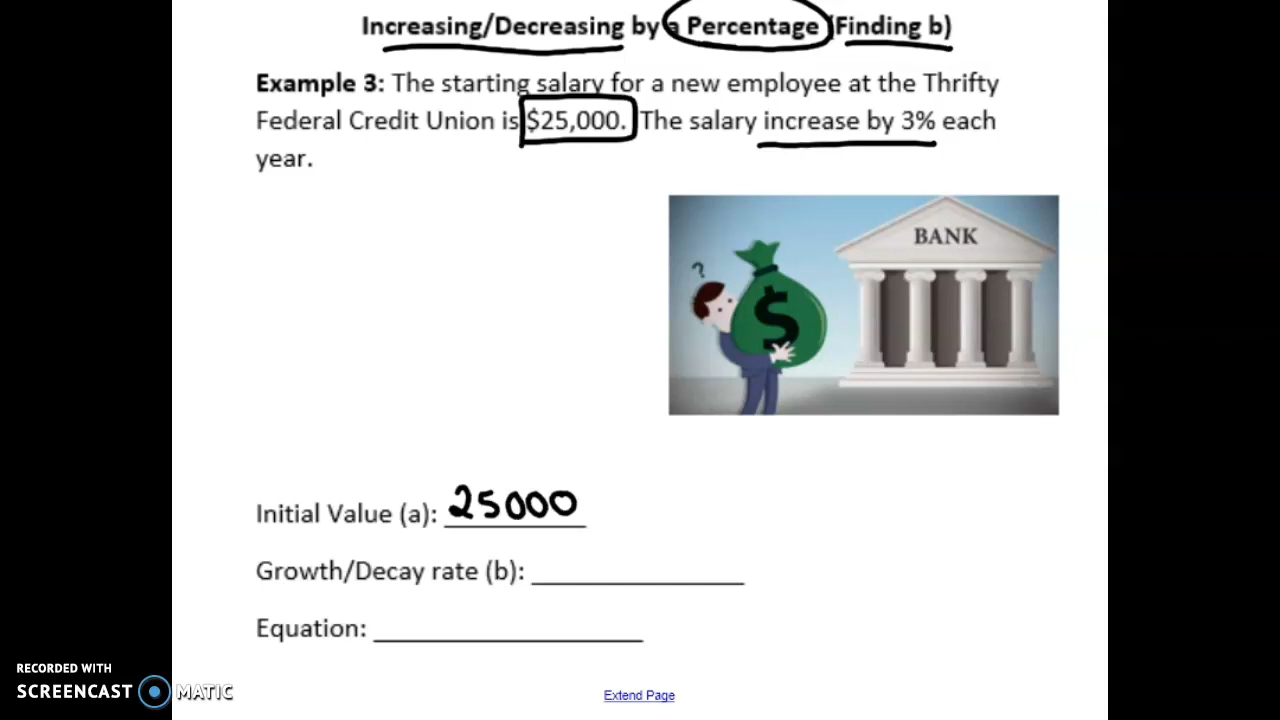 Increasing/Decreasing by a Percentage (Finding b)
Example 3: The starting salary for a new employee at the Thrifty
Federal Credit Union is $25,000. The salary increase by 3% each
year.
?
BANK
$
Initial Value (a): 25000
Growth/Decay rate (b): ____________
Equation: ____________
RECORDED WITH
SCREENCAST MATIC
Extend Page